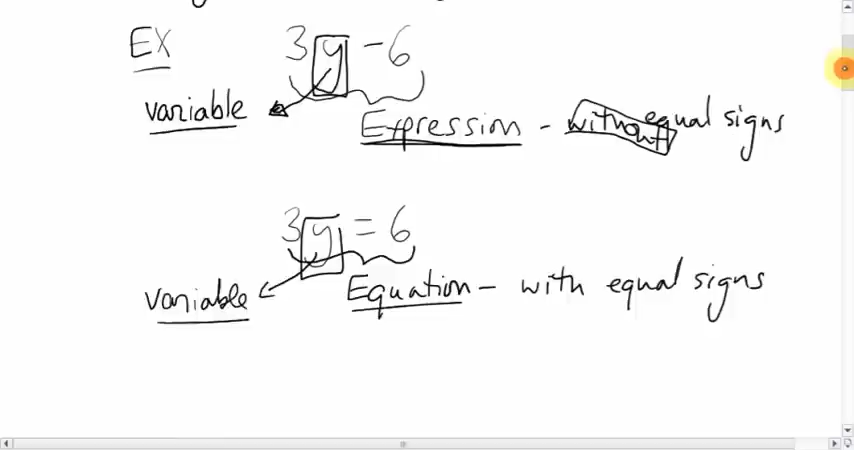 EX 3y - 6
variable
Expression - without equal signs
3y = 6
variable
Equation - with equal signs